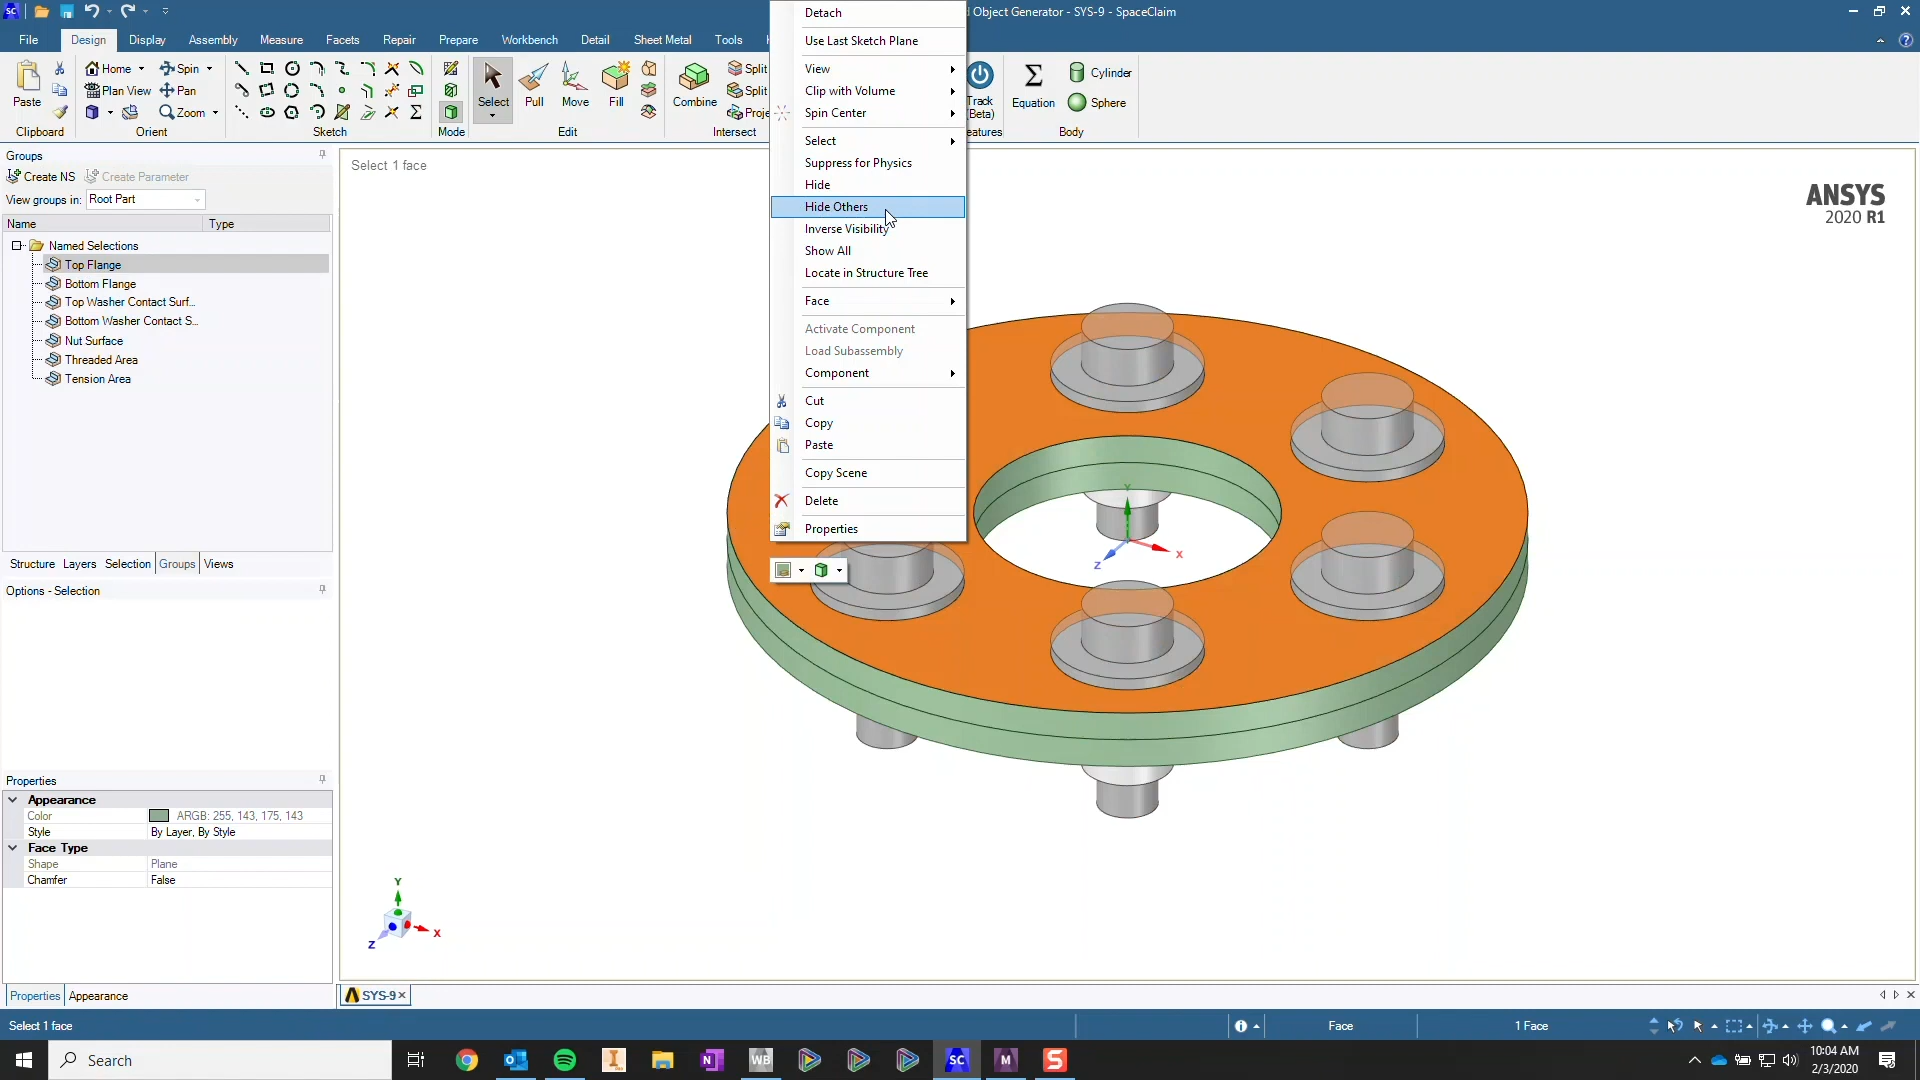 d Object Generator - SYS-9 - SpaceClaim
File Design Display Assembly Measure Facets Repair Prepare Workbench Detail Sheet Metal Tools
Paste
Clipboard
Home
Plan View
Spin
Pan
Zoom
Orient
Sketch
Mode
Select
Pull
Move
Fill
Edit
Combine
Split
Split
Proje
Intersect
Track
(Beta)
eatures
Equation
Cylinder
Sphere
Body
Groups
Create NS Create Parameter
View groups in: Root Part
Name Type
Named Selections
Top Flange
Bottom Flange
Top Washer Contact Surf...
Bottom Washer Contact S...
Nut Surface
Threaded Area
Tension Area
Structure Layers Selection Groups Views
Options - Selection
Properties
Appearance
Color ARGB: 255, 143, 175, 143
Style By Layer, By Style
Face Type
Shape Plane
Chamfer False
Properties Appearance
Select 1 face
Detach
Use Last Sketch Plane
View
Clip with Volume
Spin Center
Select
Suppress for Physics
Hide
Hide Others
Inverse Visibility
Show All
Locate in Structure Tree
Face
Activate Component
Load Subassembly
Component
Cut
Copy
Paste
Copy Scene
Delete
Properties
ANSYS
2020 R1
Y
X
Z
Y
X
Z
SYS-9
Select 1 face
Face
1 Face
Search
N
WB
SC
M
S
10:04 AM
2/3/2020